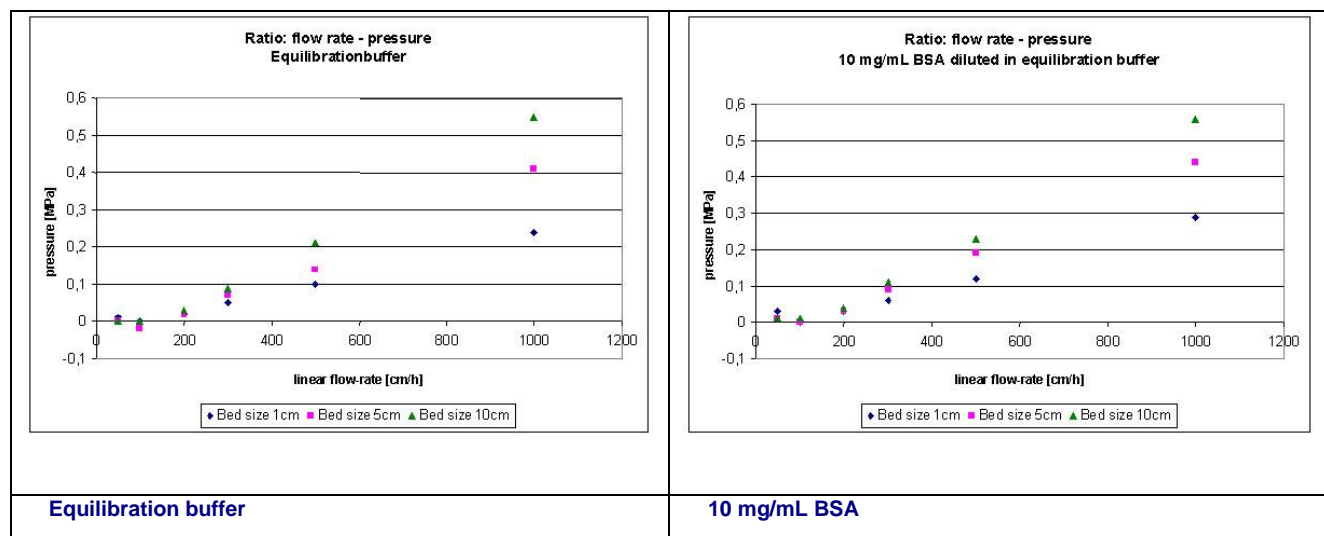 Ratio: flow rate - pressure
Equilibrationbuffer
0,6
0,5
0,4
0,3
0,2
0,1
0
-0,1
pressure [MPa]
0 200 400 600 800 1000 1200
linear flow-rate [cm/h]
Bed size 1cm Bed size 5cm Bed size 10cm
Equilibration buffer
Ratio: flow rate - pressure
10 mg/mL BSA diluted in equilibration buffer
0,6
0,5
0,4
0,3
0,2
0,1
0
-0,1
pressure [MPa]
0 200 400 600 800 1000 1200
linear flow-rate [cm/h]
Bed size 1cm Bed size 5cm Bed size 10cm
10 mg/mL BSA